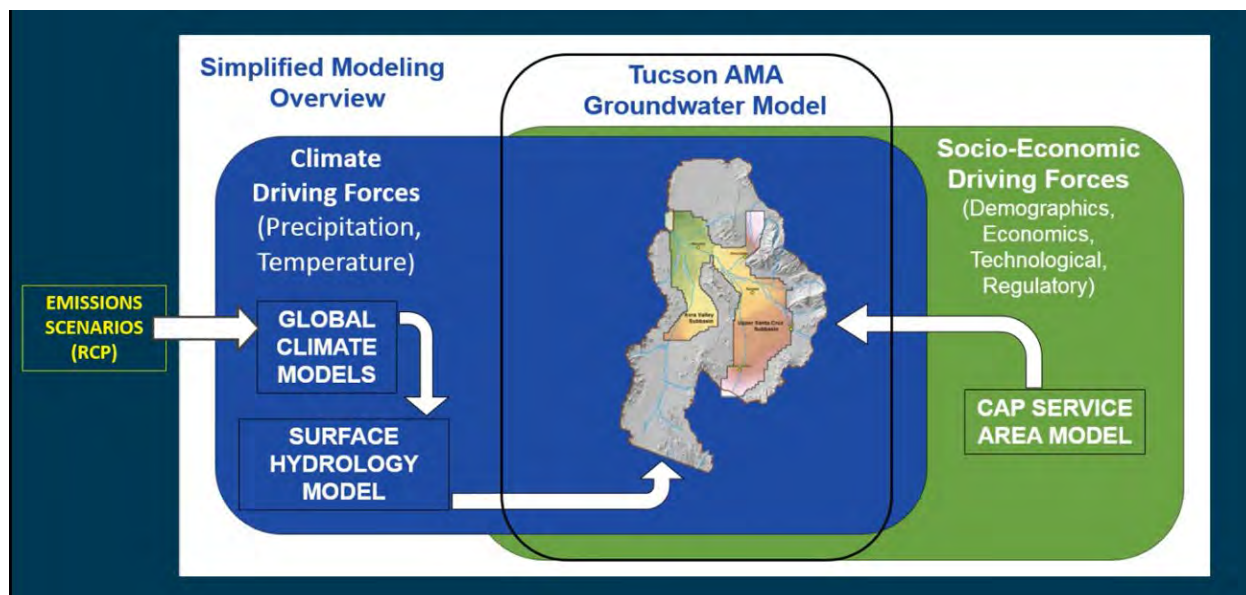 Simplified Modeling
Overview
Tucson AMA
Groundwater Model
Climate
Driving Forces
(Precipitation,
Temperature)
Socio-Economic
Driving Forces
(Demographics,
Economics,
Technological,
Regulatory)
EMISSIONS
SCENARIOS
(RCP)
GLOBAL
CLIMATE
MODELS
SURFACE
HYDROLOGY
MODEL
Avra Valley
Subbasin
Upper Santa Cruz
Subbasin
CAP SERVICE
AREA MODEL